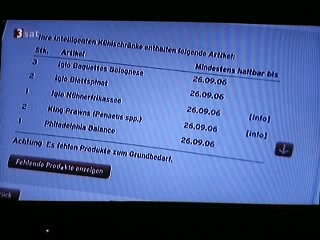 3sat
Ihre intelligenten Kühlschränke enthalten folgende Artikel:
Stk. Artikel Mindestens haltbar bis
3 Iglo Baguettes Bolognese 26.09.06
2 Iglo Blattspinat 26.09.06
1 Iglo Hühnerfrikassee 26.09.06
2 King Prawns (Penaeus spp.) 26.09.06 [info]
1 Philadelphia Balance 26.09.06 [info]
Achtung Es fehlen Produkte zum Grundbedarf.
Fehlende Produkte anzeigen
rück